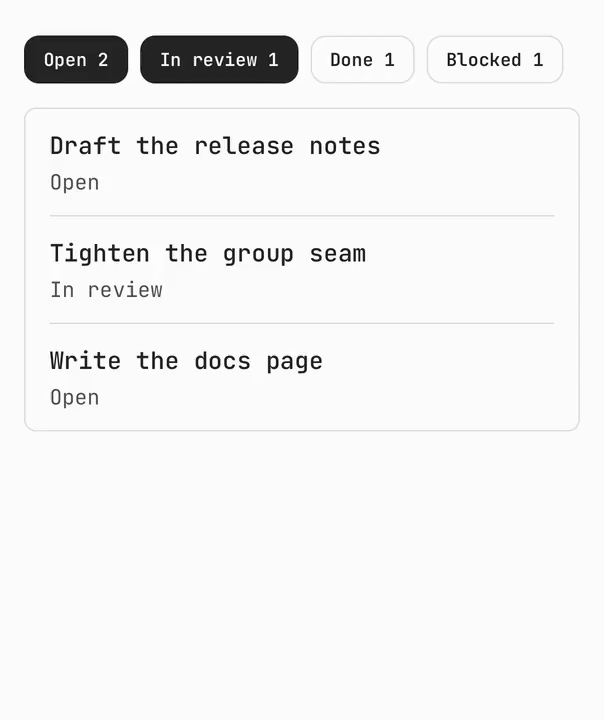 Open 2 In review 1 Done 1 Blocked 1
Draft the release notes
Open
Tighten the group seam
In review
Write the docs page
Open